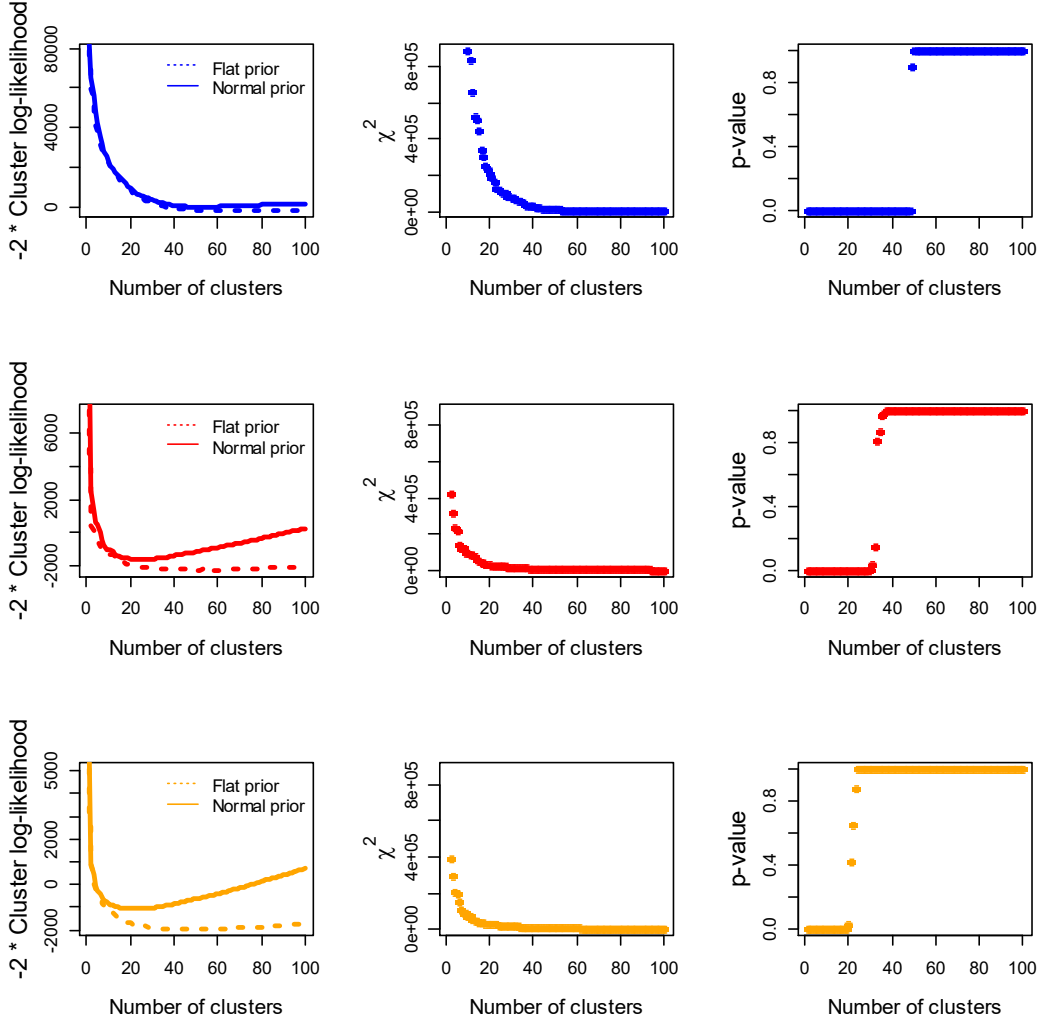 -2 * Cluster log-likelihood
0 40000 80000
Flat prior
Normal prior
0 20 40 60 80 100
Number of clusters
χ2
0e+00 4e+05 8e+05
0 20 40 60 80 100
Number of clusters
p-value
0.0 0.4 0.8
0 20 40 60 80 100
Number of clusters
-2 * Cluster log-likelihood
-2000 2000 6000
Flat prior
Normal prior
0 20 40 60 80 100
Number of clusters
χ2
0e+00 4e+05 8e+05
0 20 40 60 80 100
Number of clusters
p-value
0.0 0.4 0.8
0 20 40 60 80 100
Number of clusters
-2 * Cluster log-likelihood
-2000 0 2000 5000
Flat prior
Normal prior
0 20 40 60 80 100
Number of clusters
χ2
0e+00 4e+05 8e+05
0 20 40 60 80 100
Number of clusters
p-value
0.0 0.4 0.8
0 20 40 60 80 100
Number of clusters